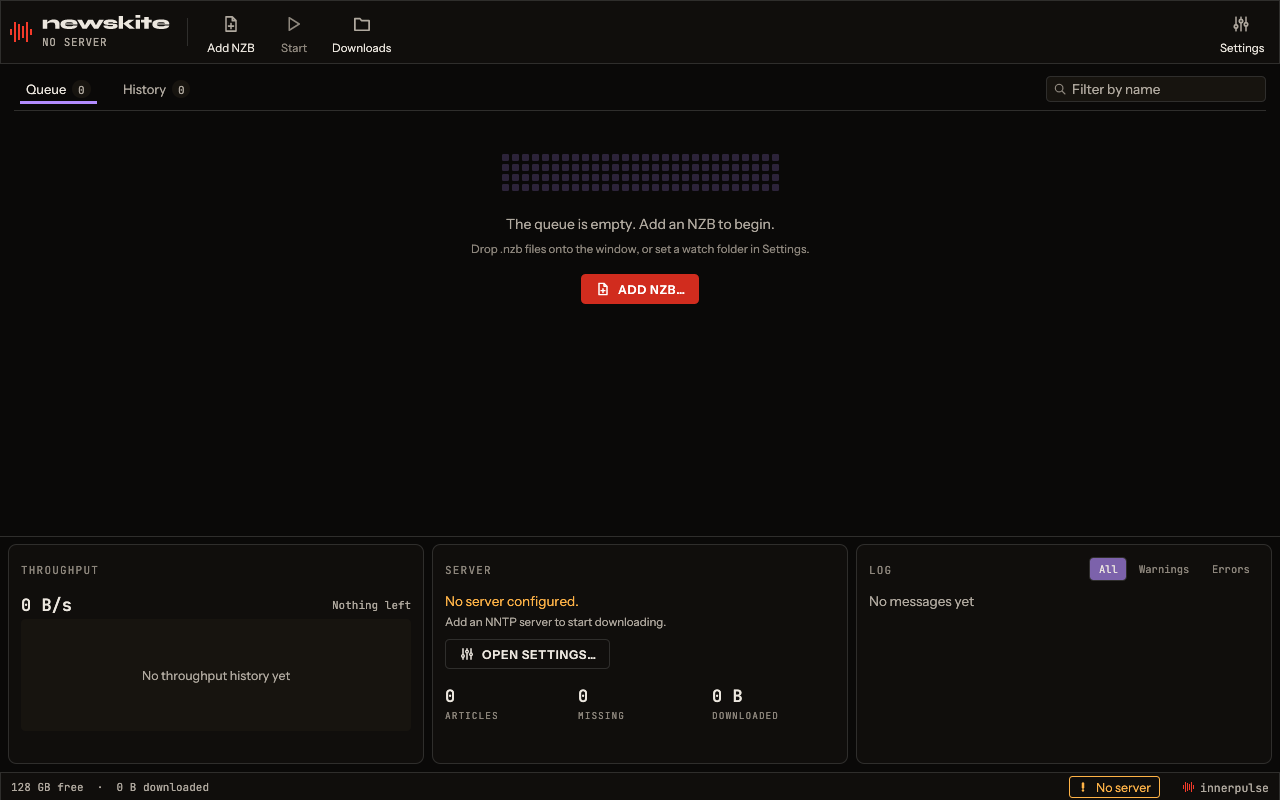 newskite
NO SERVER
Add NZB
Start
Downloads
Settings
Queue 0
History 0
Filter by name
The queue is empty. Add an NZB to begin.
Drop .nzb files onto the window, or set a watch folder in Settings.
ADD NZB…
THROUGHPUT
0 B/s
Nothing left
No throughput history yet
SERVER
No server configured.
Add an NNTP server to start downloading.
OPEN SETTINGS…
0
ARTICLES
0
MISSING
0 B
DOWNLOADED
LOG
All
Warnings
Errors
No messages yet
128 GB free · 0 B downloaded
! No server
innerpulse